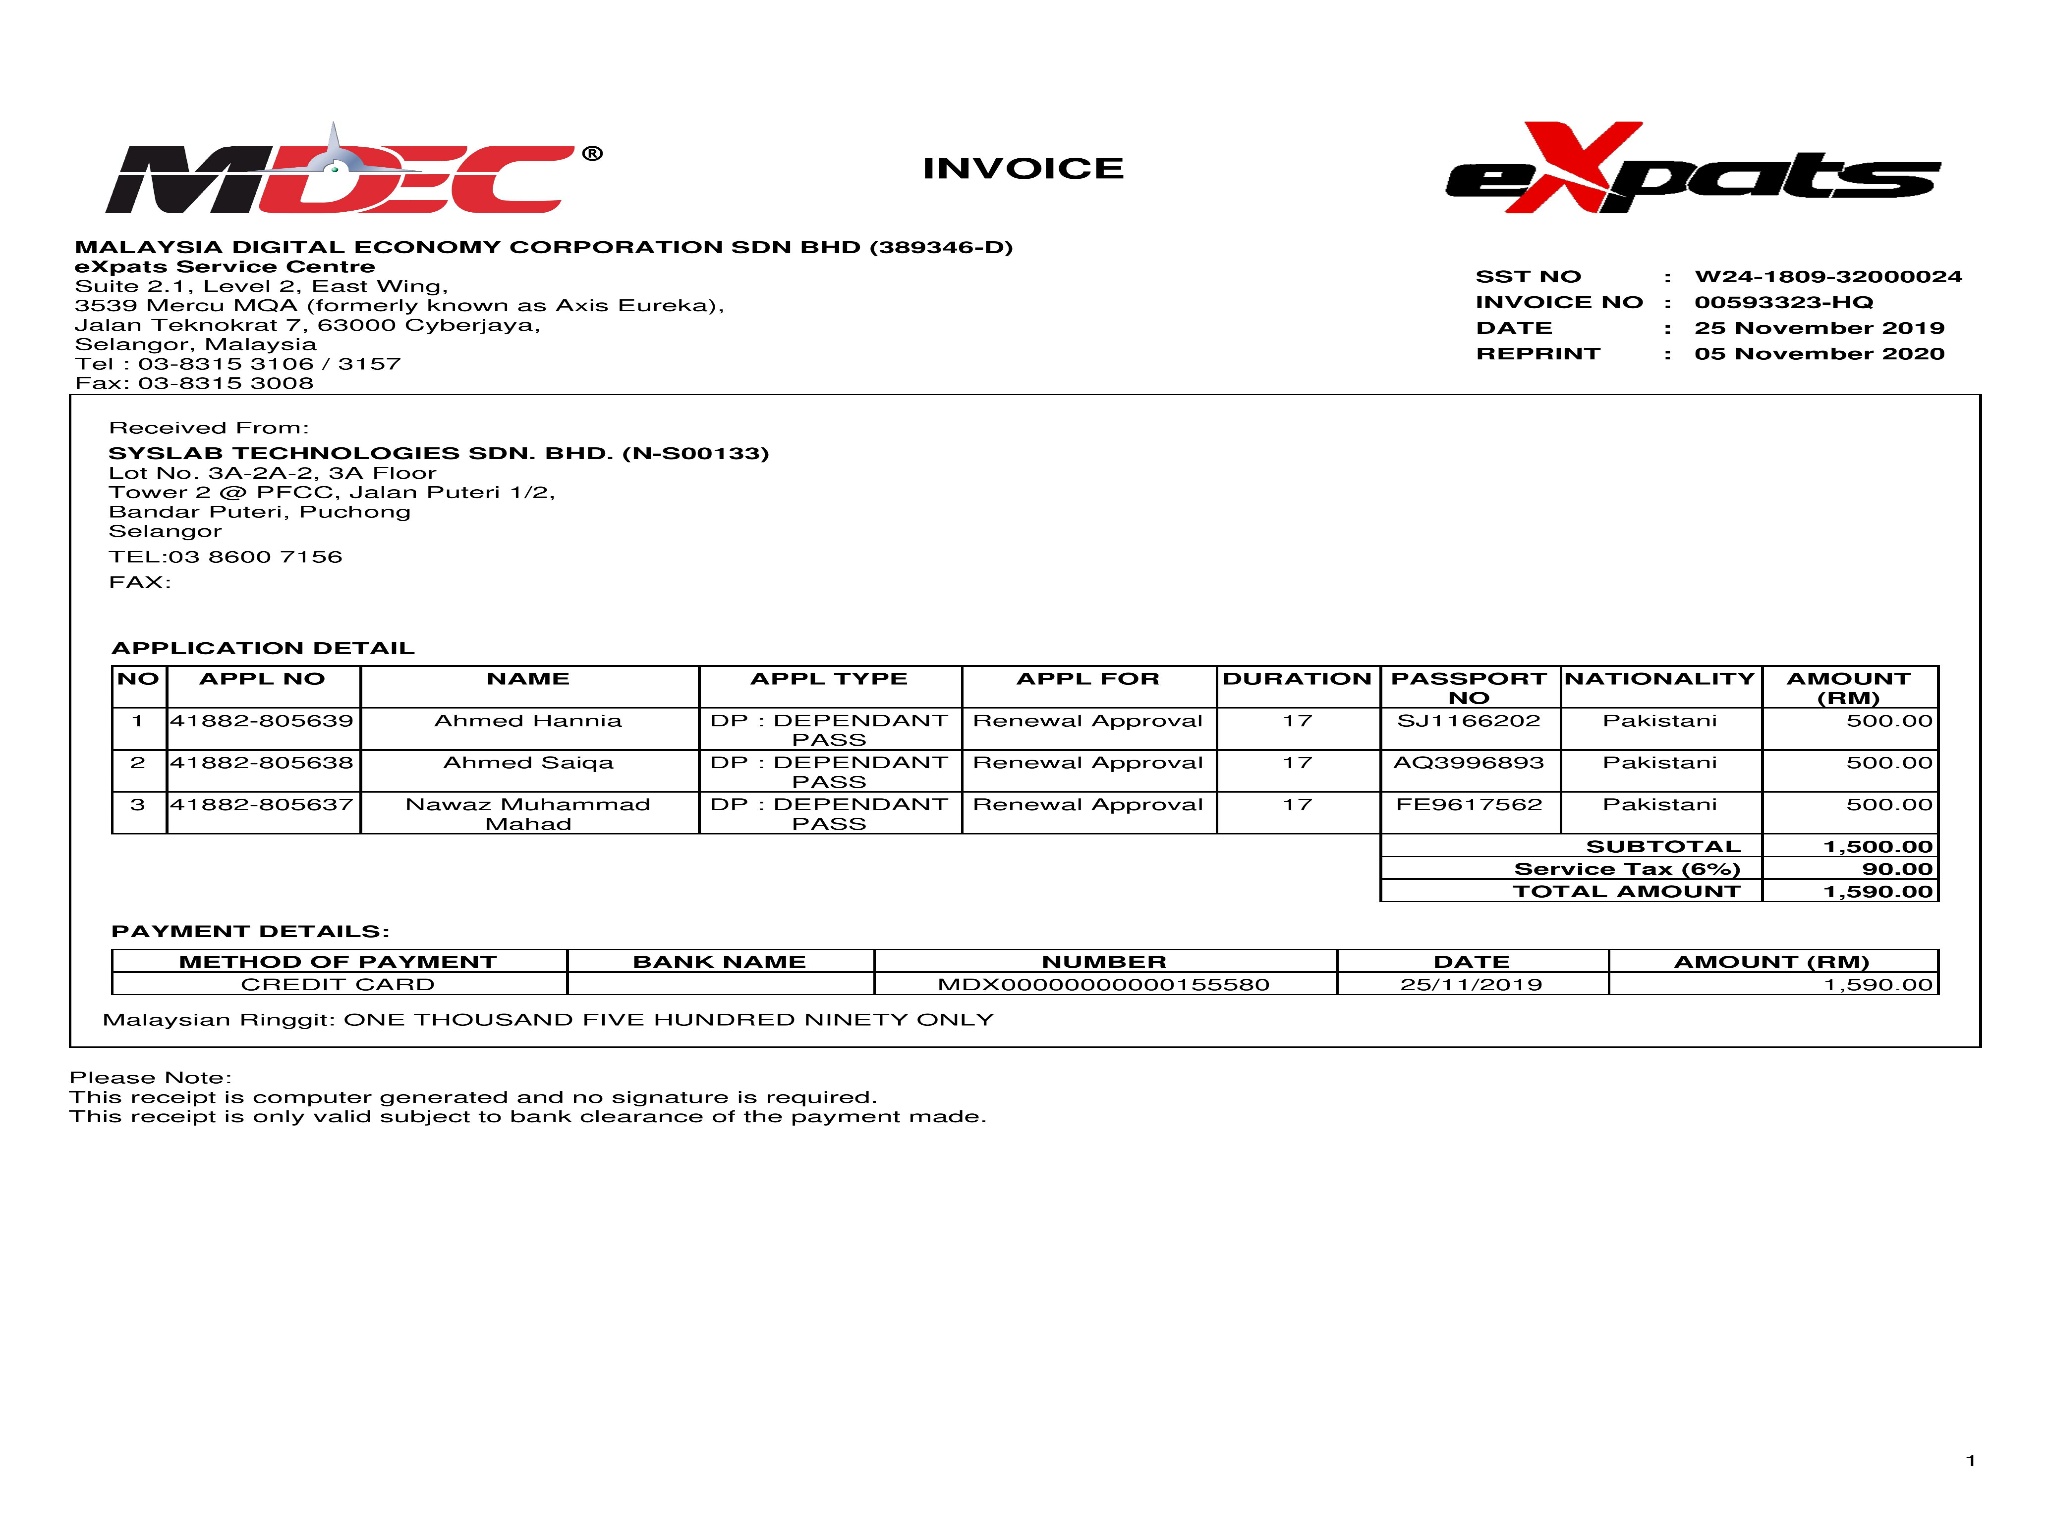 MDEC®
INVOICE
eXpats
MALAYSIA DIGITAL ECONOMY CORPORATION SDN BHD (389346-D)
eXpats Service Centre
Suite 2.1, Level 2, East Wing,
3539 Mercu MQA (formerly known as Axis Eureka),
Jalan Teknokrat 7, 63000 Cyberjaya,
Selangor, Malaysia
Tel : 03-8315 3106 / 3157
Fax: 03-8315 3008
SST NO : W24-1809-32000024
INVOICE NO : 00593323-HQ
DATE : 25 November 2019
REPRINT : 05 November 2020
Received From:
SYSLAB TECHNOLOGIES SDN. BHD. (N-S00133)
Lot No. 3A-2A-2, 3A Floor
Tower 2 @ PFCC, Jalan Puteri 1/2,
Bandar Puteri, Puchong
Selangor
TEL:03 8600 7156
FAX:
APPLICATION DETAIL
NO APPL NO NAME APPL TYPE APPL FOR DURATION PASSPORT NATIONALITY AMOUNT
NO (RM)
1 41882-805639 Ahmed Hannia DP : DEPENDANT Renewal Approval 17 SJ1166202 Pakistani 500.00
PASS
2 41882-805638 Ahmed Saiqa DP : DEPENDANT Renewal Approval 17 AQ3996893 Pakistani 500.00
PASS
3 41882-805637 Nawaz Muhammad DP : DEPENDANT Renewal Approval 17 FE9617562 Pakistani 500.00
Mahad PASS
SUBTOTAL 1,500.00
Service Tax (6%) 90.00
TOTAL AMOUNT 1,590.00
PAYMENT DETAILS:
METHOD OF PAYMENT BANK NAME NUMBER DATE AMOUNT (RM)
CREDIT CARD MDX00000000000155580 25/11/2019 1,590.00
Malaysian Ringgit: ONE THOUSAND FIVE HUNDRED NINETY ONLY
Please Note:
This receipt is computer generated and no signature is required.
This receipt is only valid subject to bank clearance of the payment made.
1